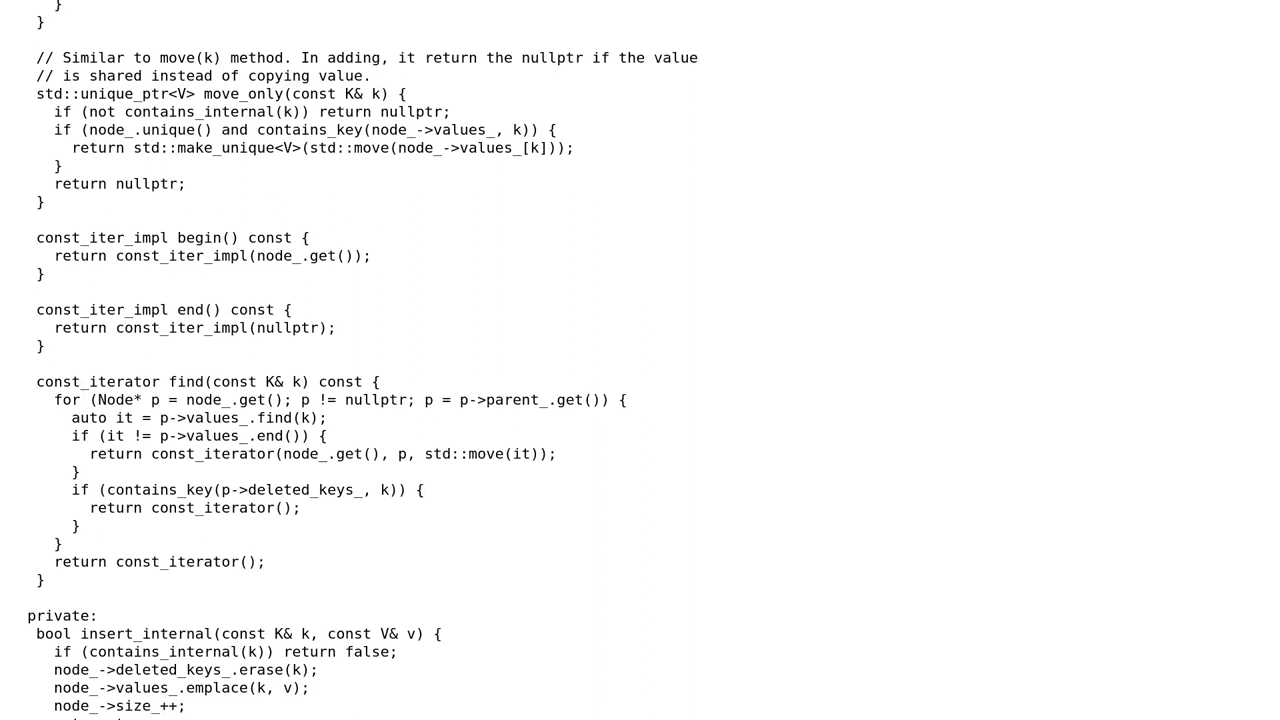 }
}
// Similar to move(k) method. In adding, it return the nullptr if the value
// is shared instead of copying value.
std::unique_ptr<V> move_only(const K& k) {
if (not contains_internal(k)) return nullptr;
if (node_.unique() and contains_key(node_->values_, k)) {
return std::make_unique<V>(std::move(node_->values_[k]));
}
return nullptr;
}
const_iter_impl begin() const {
return const_iter_impl(node_.get());
}
const_iter_impl end() const {
return const_iter_impl(nullptr);
}
const_iterator find(const K& k) const {
for (Node* p = node_.get(); p != nullptr; p = p->parent_.get()) {
auto it = p->values_.find(k);
if (it != p->values_.end()) {
return const_iterator(node_.get(), p, std::move(it));
}
if (contains_key(p->deleted_keys_, k)) {
return const_iterator();
}
}
return const_iterator();
}
private:
bool insert_internal(const K& k, const V& v) {
if (contains_internal(k)) return false;
node_->deleted_keys_.erase(k);
node_->values_.emplace(k, v);
node_->size_++;